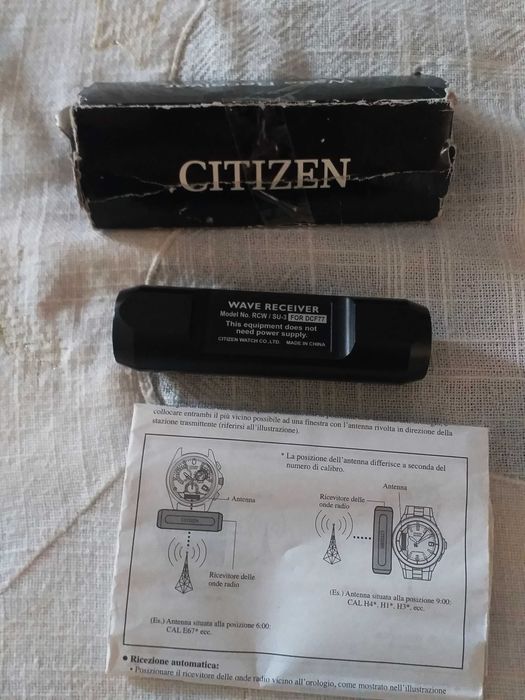 CITIZEN
WAVE RECEIVER
Model No. RCW / SU-3 FOR DCF77
This equipment does not
need power supply.
CITIZEN WATCH CO., LTD. MADE IN CHINA
collocare entrambi il più vicino possibile ad una finestra con l'antenna rivolta in direzione della
stazione trasmittente (riferirsi all'illustrazione).
* La posizione dell'antenna differisce a seconda del
numero di calibro.
Antenna
CITIZEN
Ricevitore delle
onde radio
(Es.) Antenna situata alla posizione 6:00:
CAL E67* ecc.
Antenna
Ricevitore delle
onde radio
(Es.) Antenna situata alla posizione 9:00:
CAL H4*, H1*, H3*, ecc.
• Ricezione automatica:
• Posizionare il ricevitore delle onde radio vicino all'orologio, come mostrato nell'illustrazione